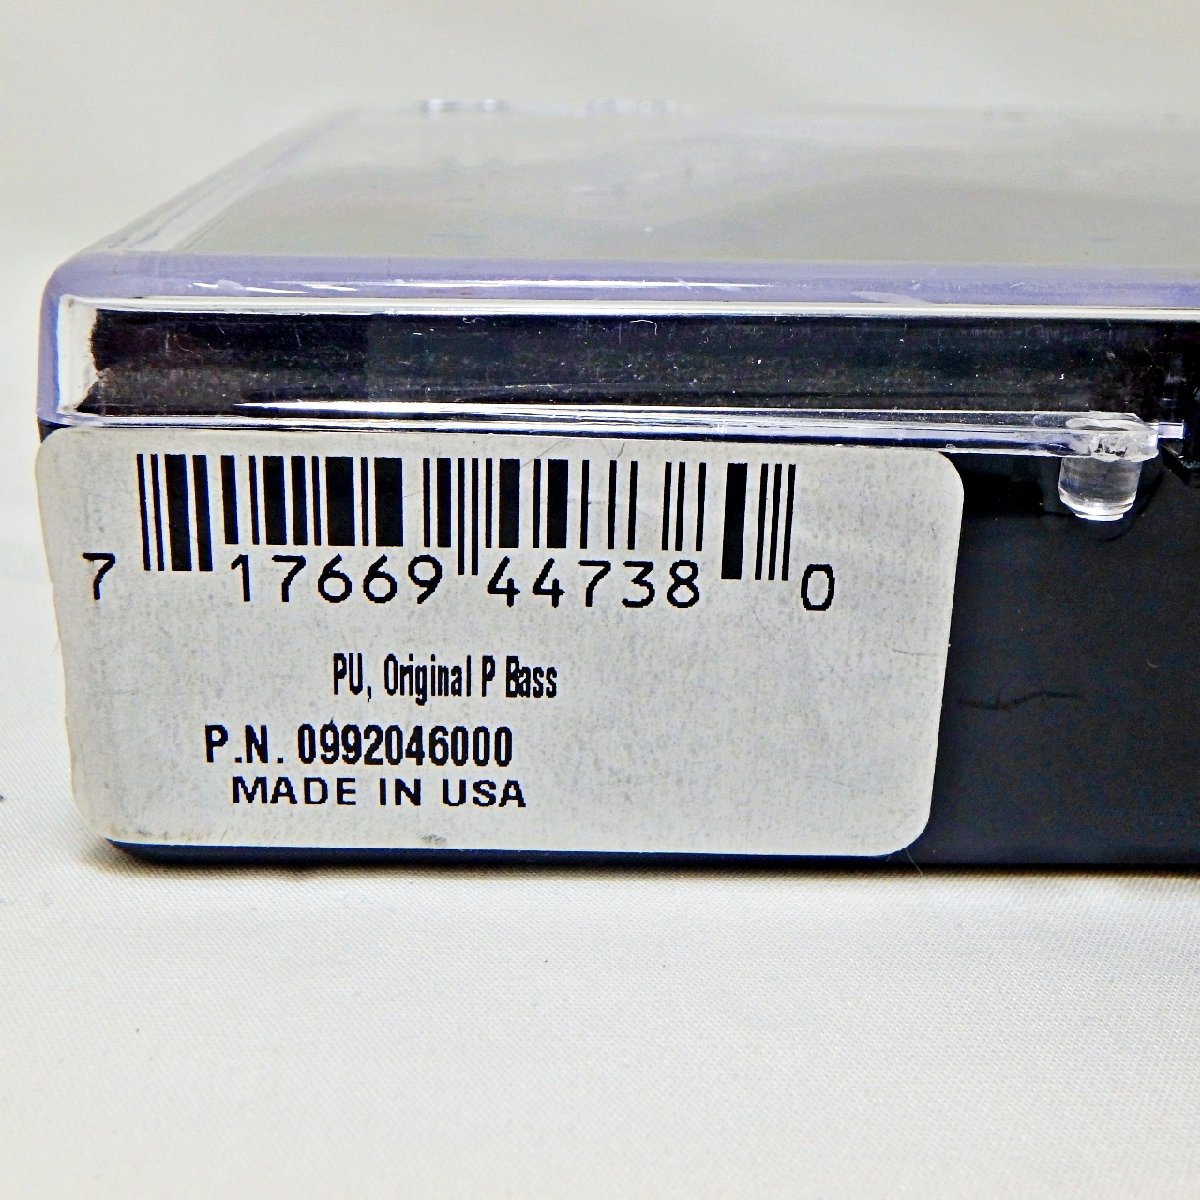 7 17669 44738 0
PU, Original P Bass
P.N. 0992046000
MADE IN USA